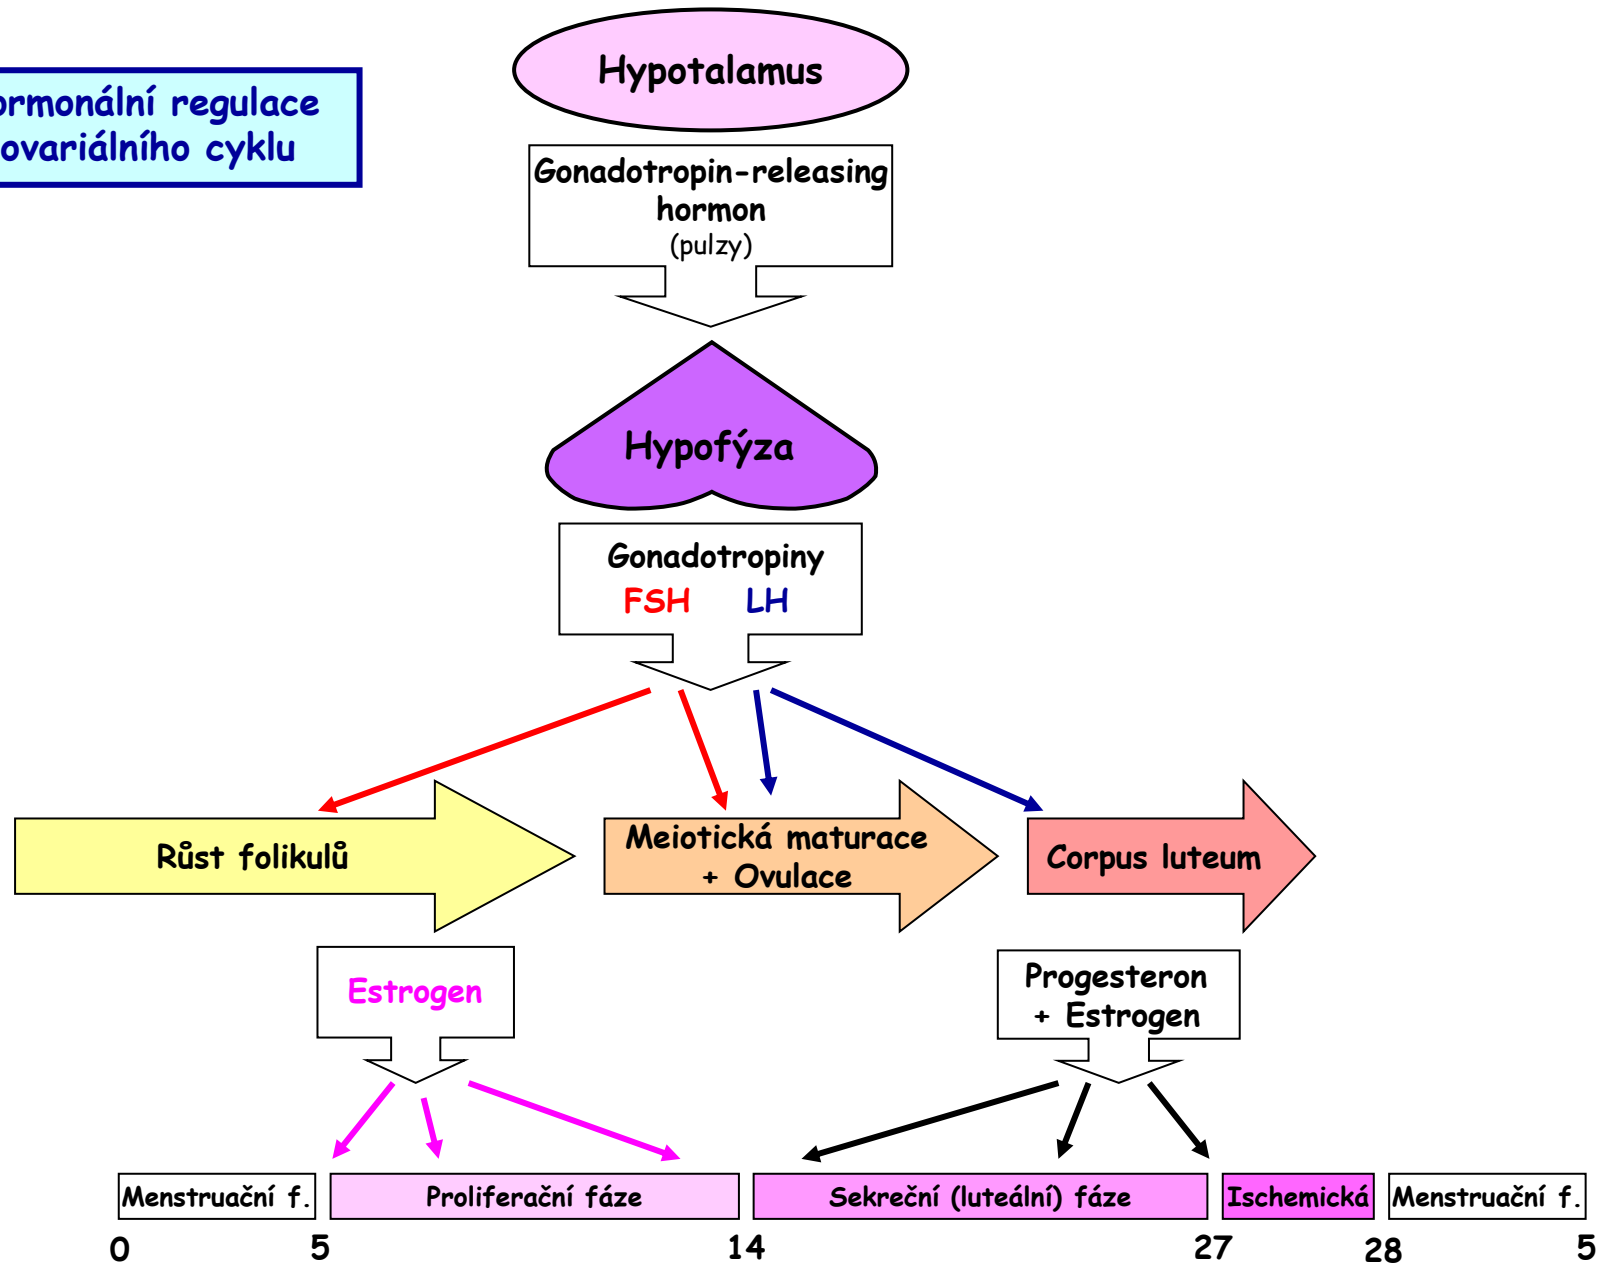 Hypotalamus
ormonální regulace
ovariálního cyklu
Gonadotropin-releasing
hormon
(pulzy)
Hypofýza
Gonadotropiny
FSH LH
Růst folikulů
Meiotická maturace
+ Ovulace
Corpus luteum
Estrogen
Progesteron
+ Estrogen
Menstruační f.
Proliferační fáze
Sekreční (luteální) fáze
Ischemická
Menstruační f.
0 5 14 27 28 5